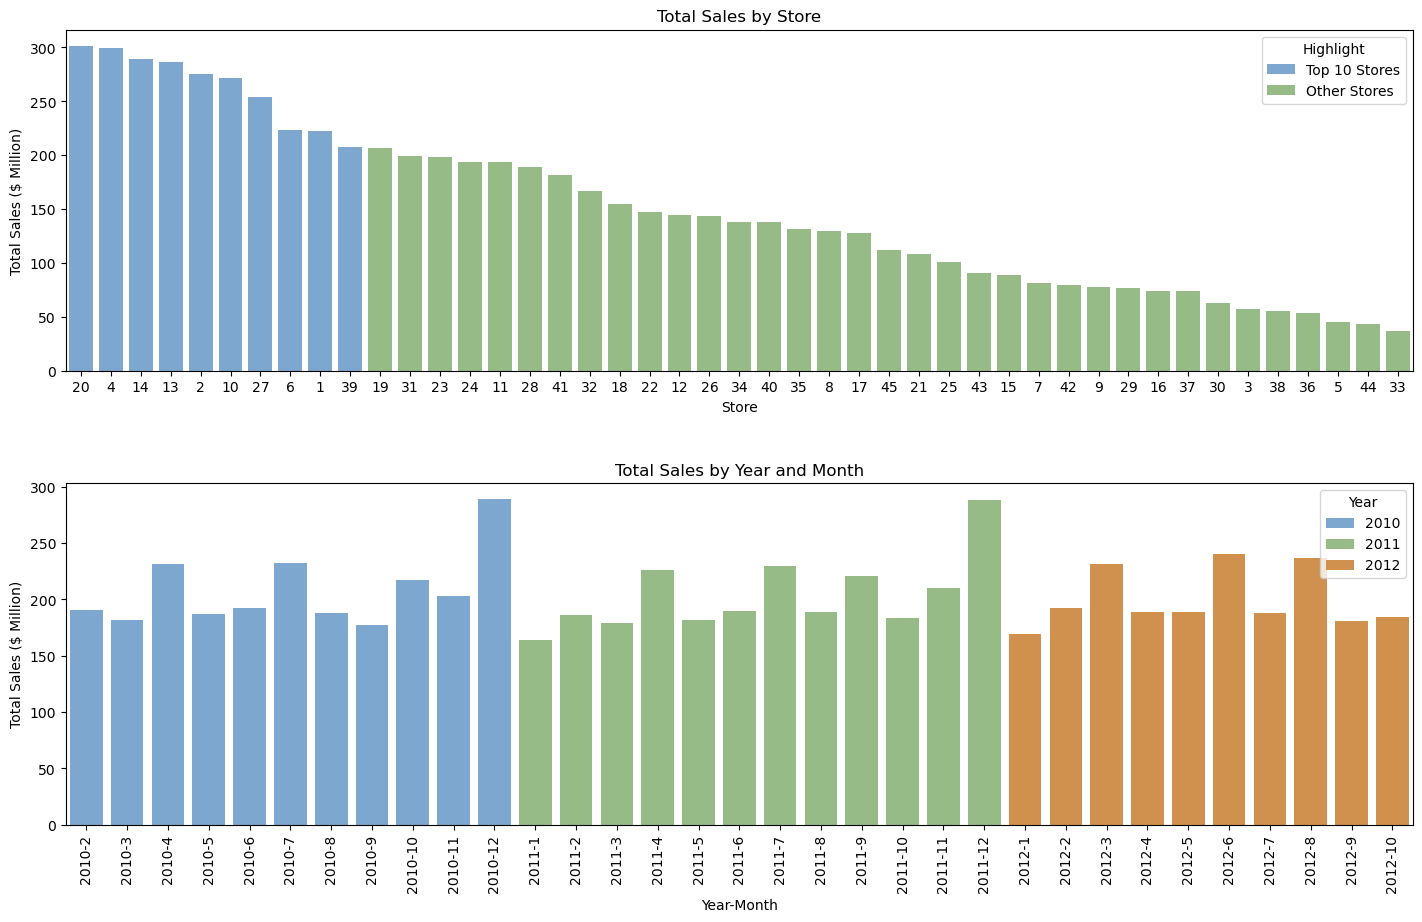 Total Sales by Store
Total Sales ($ Million)
300
250
200
150
100
50
0
Highlight
Top 10 Stores
Other Stores
20 4 14 13 2 10 27 6 1 39 19 31 23 24 11 28 41 32 18 22 12 26 34 40 35 8 17 45 21 25 43 15 7 42 9 29 16 37 30 3 38 36 5 44 33
Store
Total Sales by Year and Month
Total Sales ($ Million)
300
250
200
150
100
50
0
Year
2010
2011
2012
2010-2 2010-3 2010-4 2010-5 2010-6 2010-7 2010-8 2010-9 2010-10 2010-11 2010-12 2011-1 2011-2 2011-3 2011-4 2011-5 2011-6 2011-7 2011-8 2011-9 2011-10 2011-11 2011-12 2012-1 2012-2 2012-3 2012-4 2012-5 2012-6 2012-7 2012-8 2012-9 2012-10
Year-Month